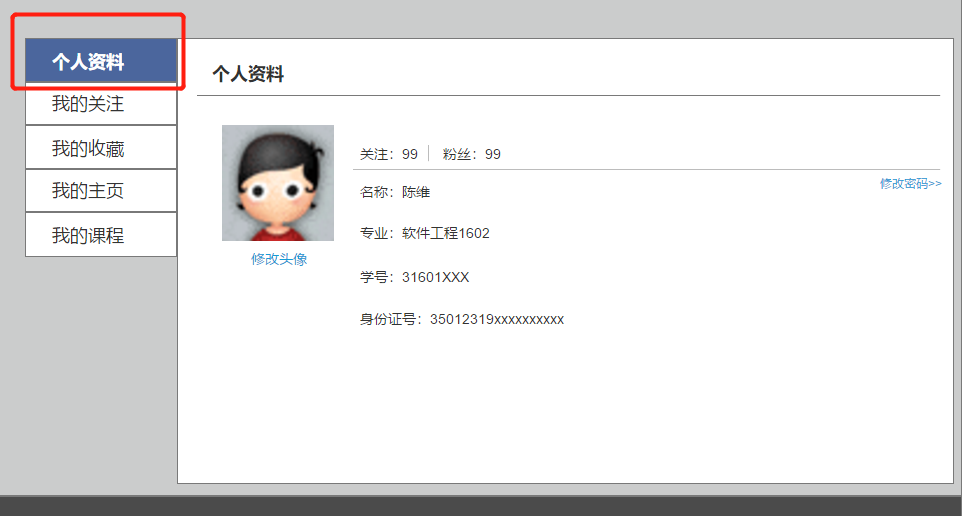 个人资料
我的关注
我的收藏
我的主页
我的课程
个人资料
修改头像
关注：99 粉丝：99
修改密码>>
名称：陈维
专业：软件工程1602
学号：31601XXX
身份证号：35012319xxxxxxxxxx